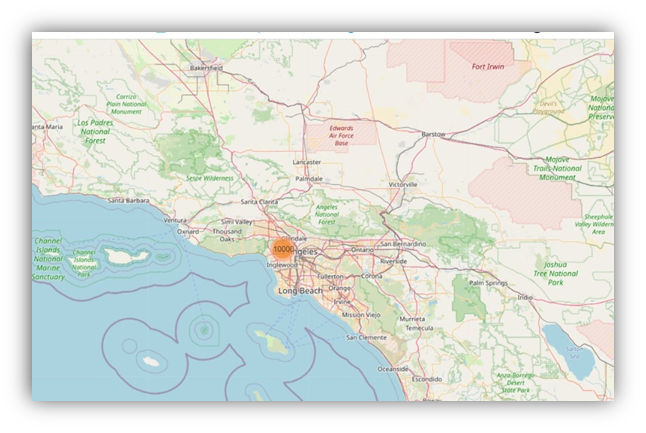 Fort Irwin
Bakersfield
Carrizo
Plain National
Monument
Devil's
Playground
Mojave
National
Preserv
Los Padres
National
Forest
anta Maria
Edwards
Air Force
Base
Barstow
Lancaster
Mojave
Trails National
Monument
Sespe Wilderness
Palmdale
Victorville
Santa Barbara
Santa Clarita
Angeles
National
Forest
Ventura
Simi Valley
Oxnard
Thousand
Oaks
Sheephole
Valley Wildern
Area
ndale
10000
ngeles
San Bernardino
Ontario
Channel
Islands
National
Marine
Sanctuary
Channel
Islands
National
Park
Inglewood
Riverside
Fullerton
Corona
Joshua
Tree National
Park
Long Beach
Orange
Irvine
Palm Springs
Indio
Mission Viejo
Murrieta
Temecula
San Clemente
Salton
Sea
Oceanside
Escondido
Anza-Borrego
Desert
State Park